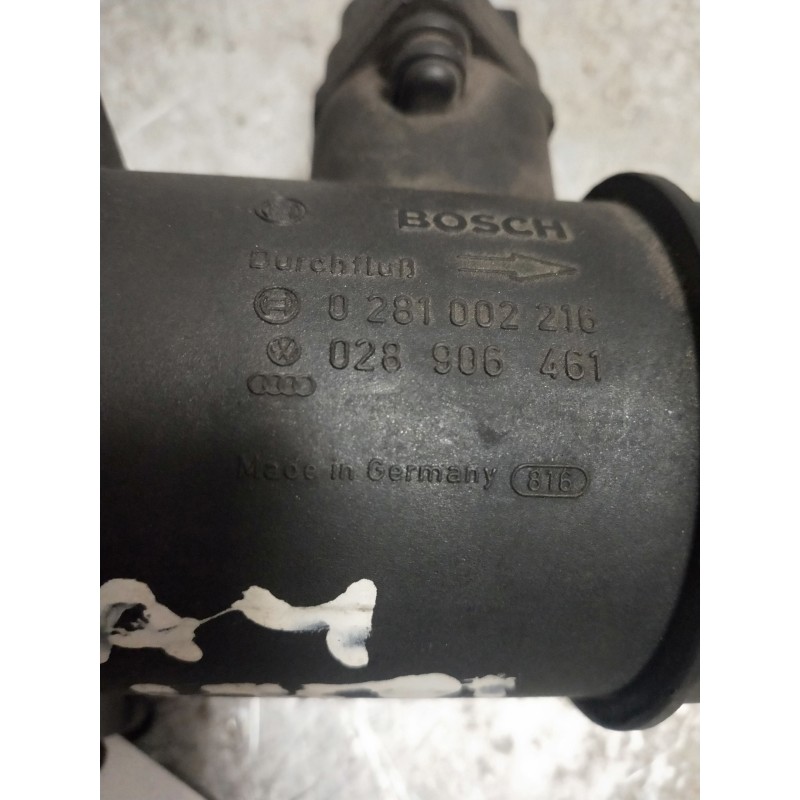 BOSCH
Durchfluß
0 281 002 216
028 906 461
Made in Germany 816